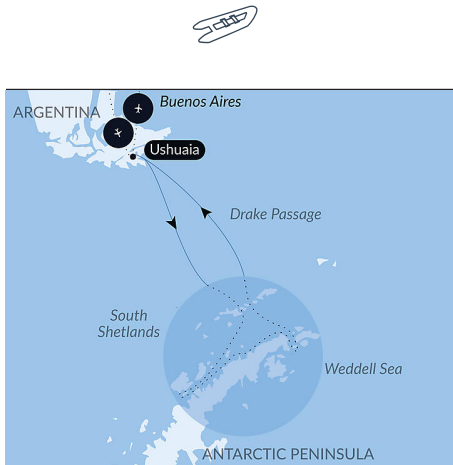 Buenos Aires
ARGENTINA
Ushuaia
Drake Passage
South
Shetlands
Weddell Sea
ANTARCTIC PENINSULA